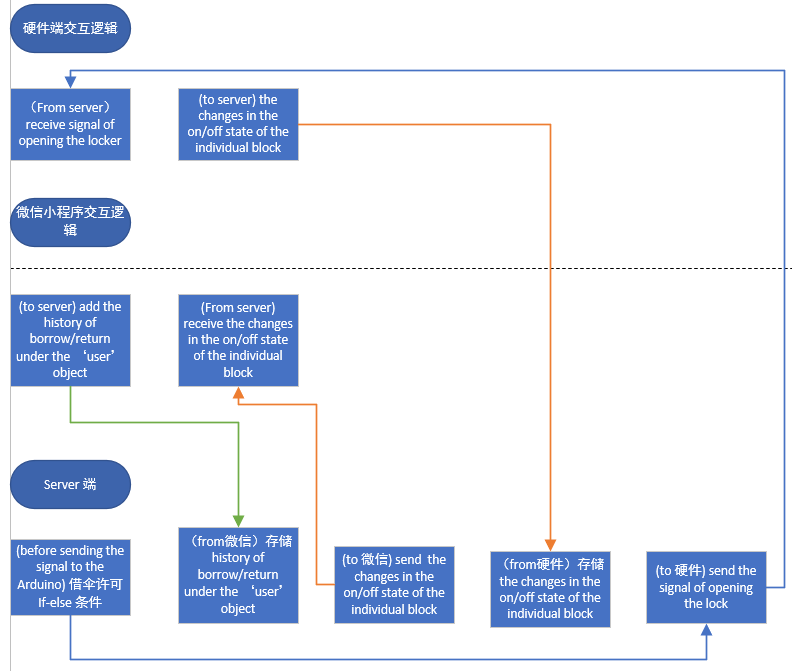 硬件端交互逻辑
（From server）
receive signal of
opening the locker
(to server) the
changes in the
on/off state of the
individual block
微信小程序交互逻
辑
(to server) add the
history of
borrow/return
under the ‘user’
object
(From server)
receive the changes
in the on/off state
of the individual
block
Server 端
(before sending the
signal to the
Arduino) 借伞许可
If-else 条件
（from微信）存储
history of
borrow/return
under the ‘user’
object
(to 微信) send the
changes in the
on/off state of the
individual block
（from硬件）存储
the changes in the
on/off state of the
individual block
(to 硬件) send the
signal of opening
the lock